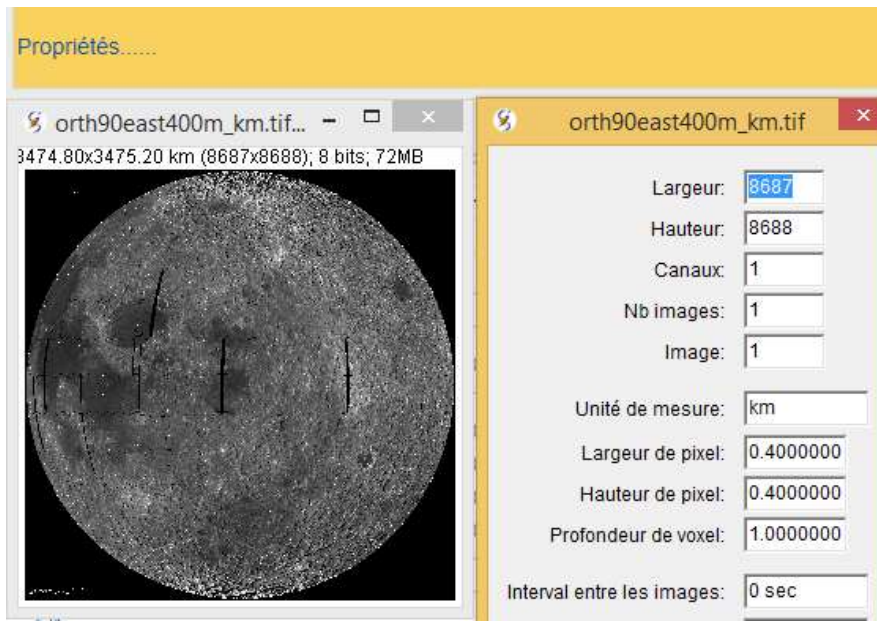 Propriétés......
orth90east400m_km.tif...
3474.80x3475.20 km (8687x8688); 8 bits; 72MB
orth90east400m_km.tif
Largeur: 8687
Hauteur: 8688
Canaux: 1
Nb images: 1
Image: 1
Unité de mesure: km
Largeur de pixel: 0.4000000
Hauteur de pixel: 0.4000000
Profondeur de voxel: 1.0000000
Interval entre les images: 0 sec